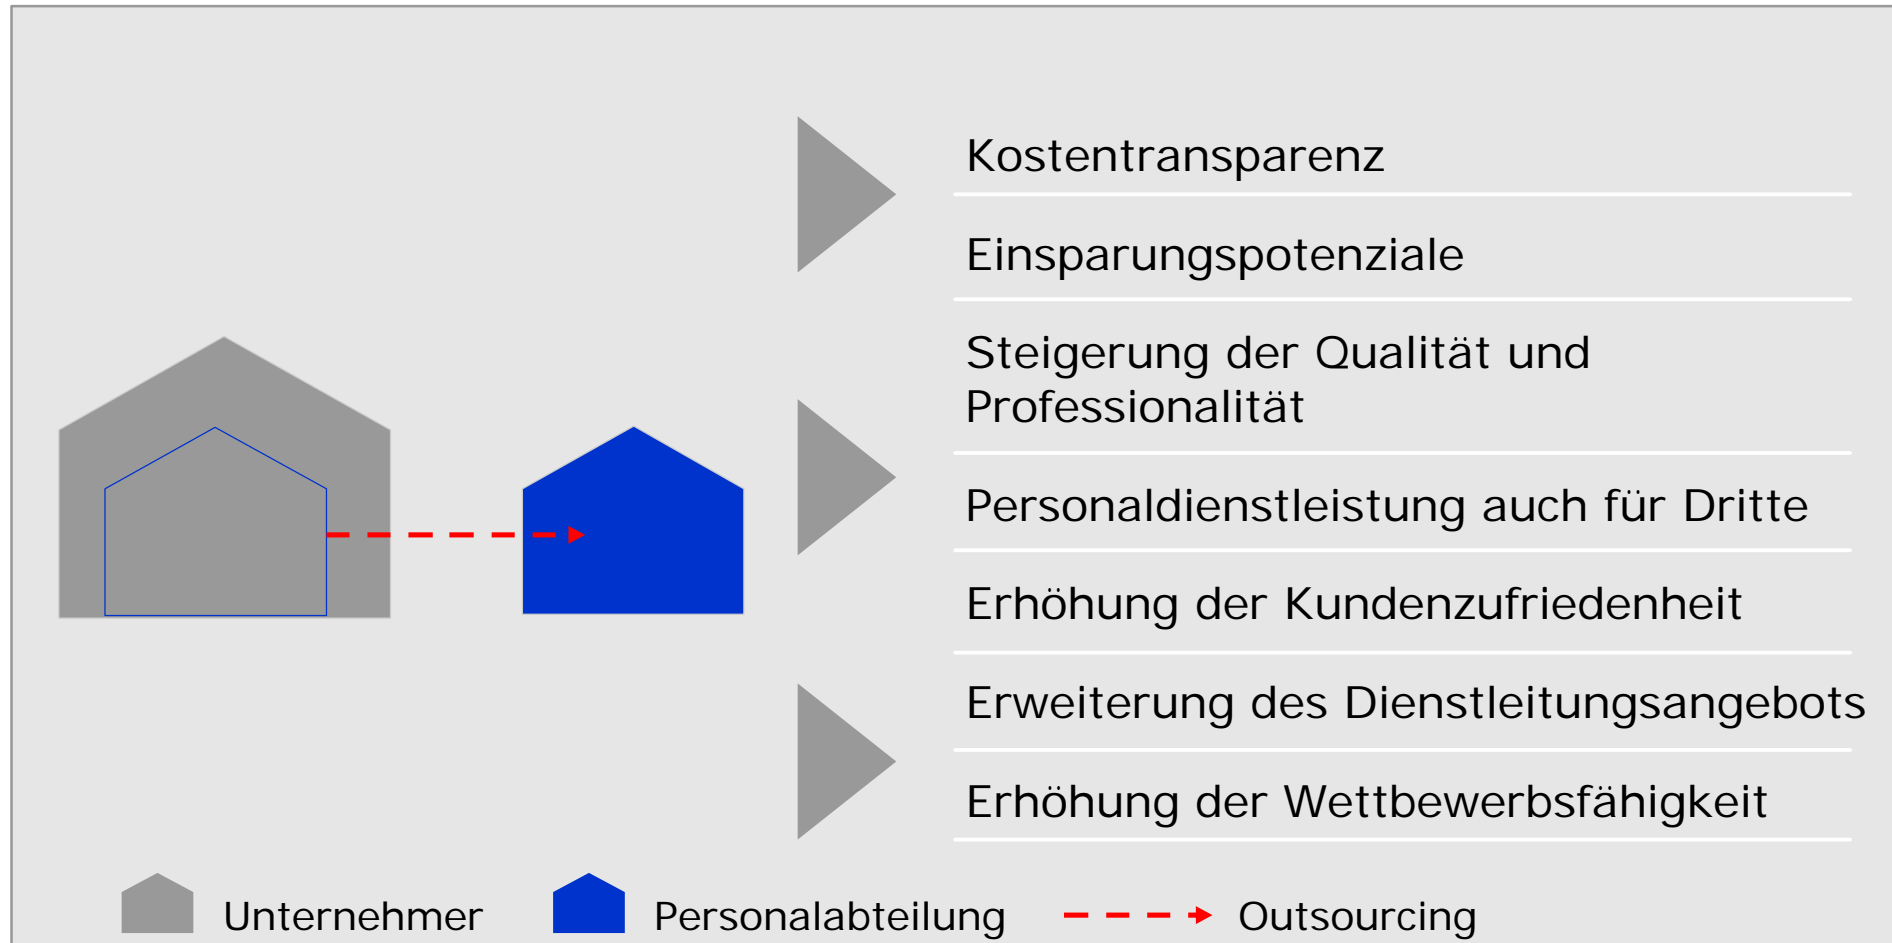 Kostentransparenz
Einsparungspotenziale
Steigerung der Qualität und
Professionalität
Personaldienstleistung auch für Dritte
Erhöhung der Kundenzufriedenheit
Erweiterung des Dienstleitungsangebots
Erhöhung der Wettbewerbsfähigkeit
Unternehmer Personalabteilung Outsourcing